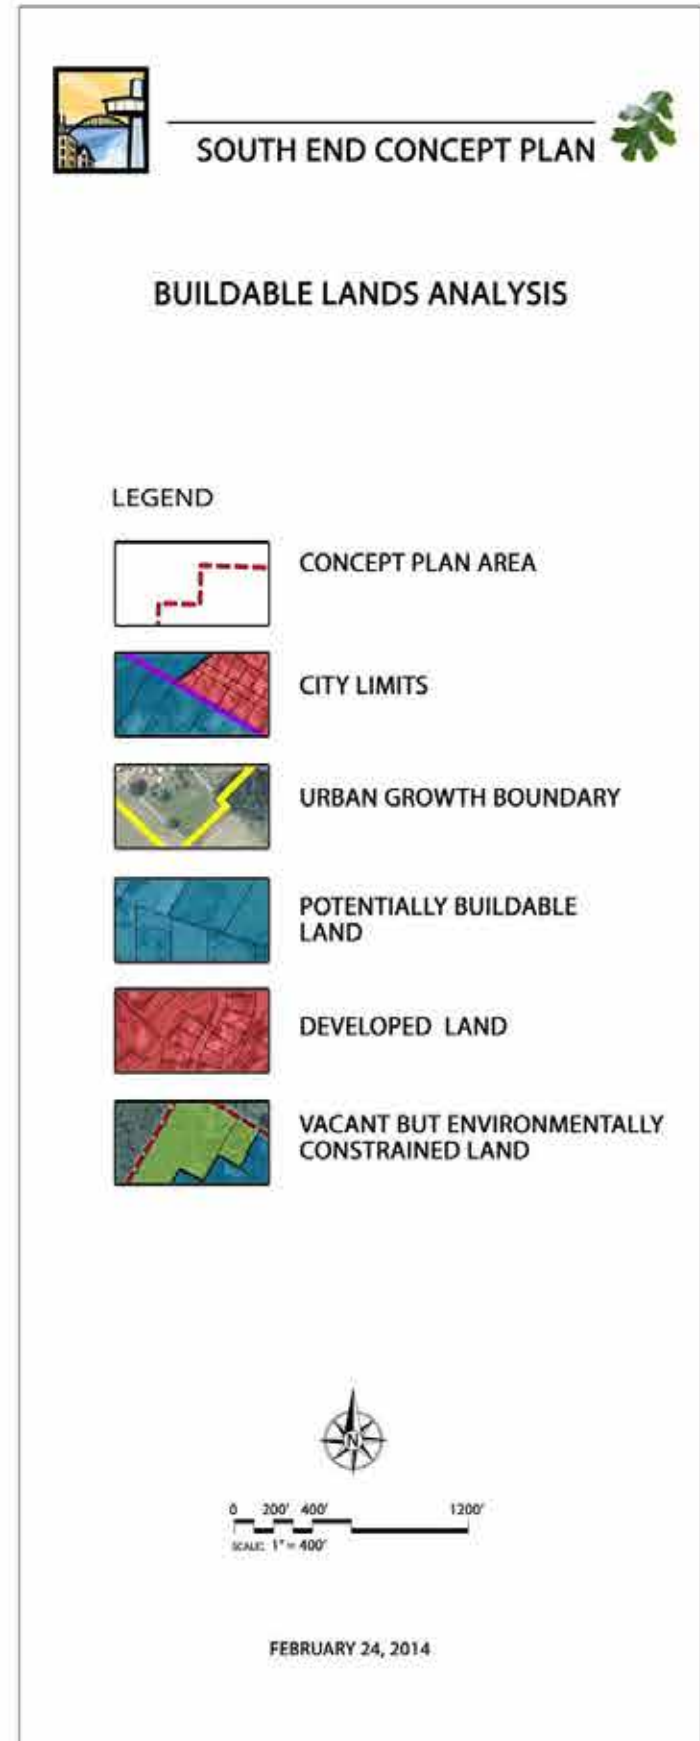 SOUTH END CONCEPT PLAN
BUILDABLE LANDS ANALYSIS
LEGEND
CONCEPT PLAN AREA
CITY LIMITS
URBAN GROWTH BOUNDARY
POTENTIALLY BUILDABLE
LAND
DEVELOPED LAND
VACANT BUT ENVIRONMENTALLY
CONSTRAINED LAND
N
0 200' 400' 1200'
SCALE: 1" = 400'
FEBRUARY 24, 2014